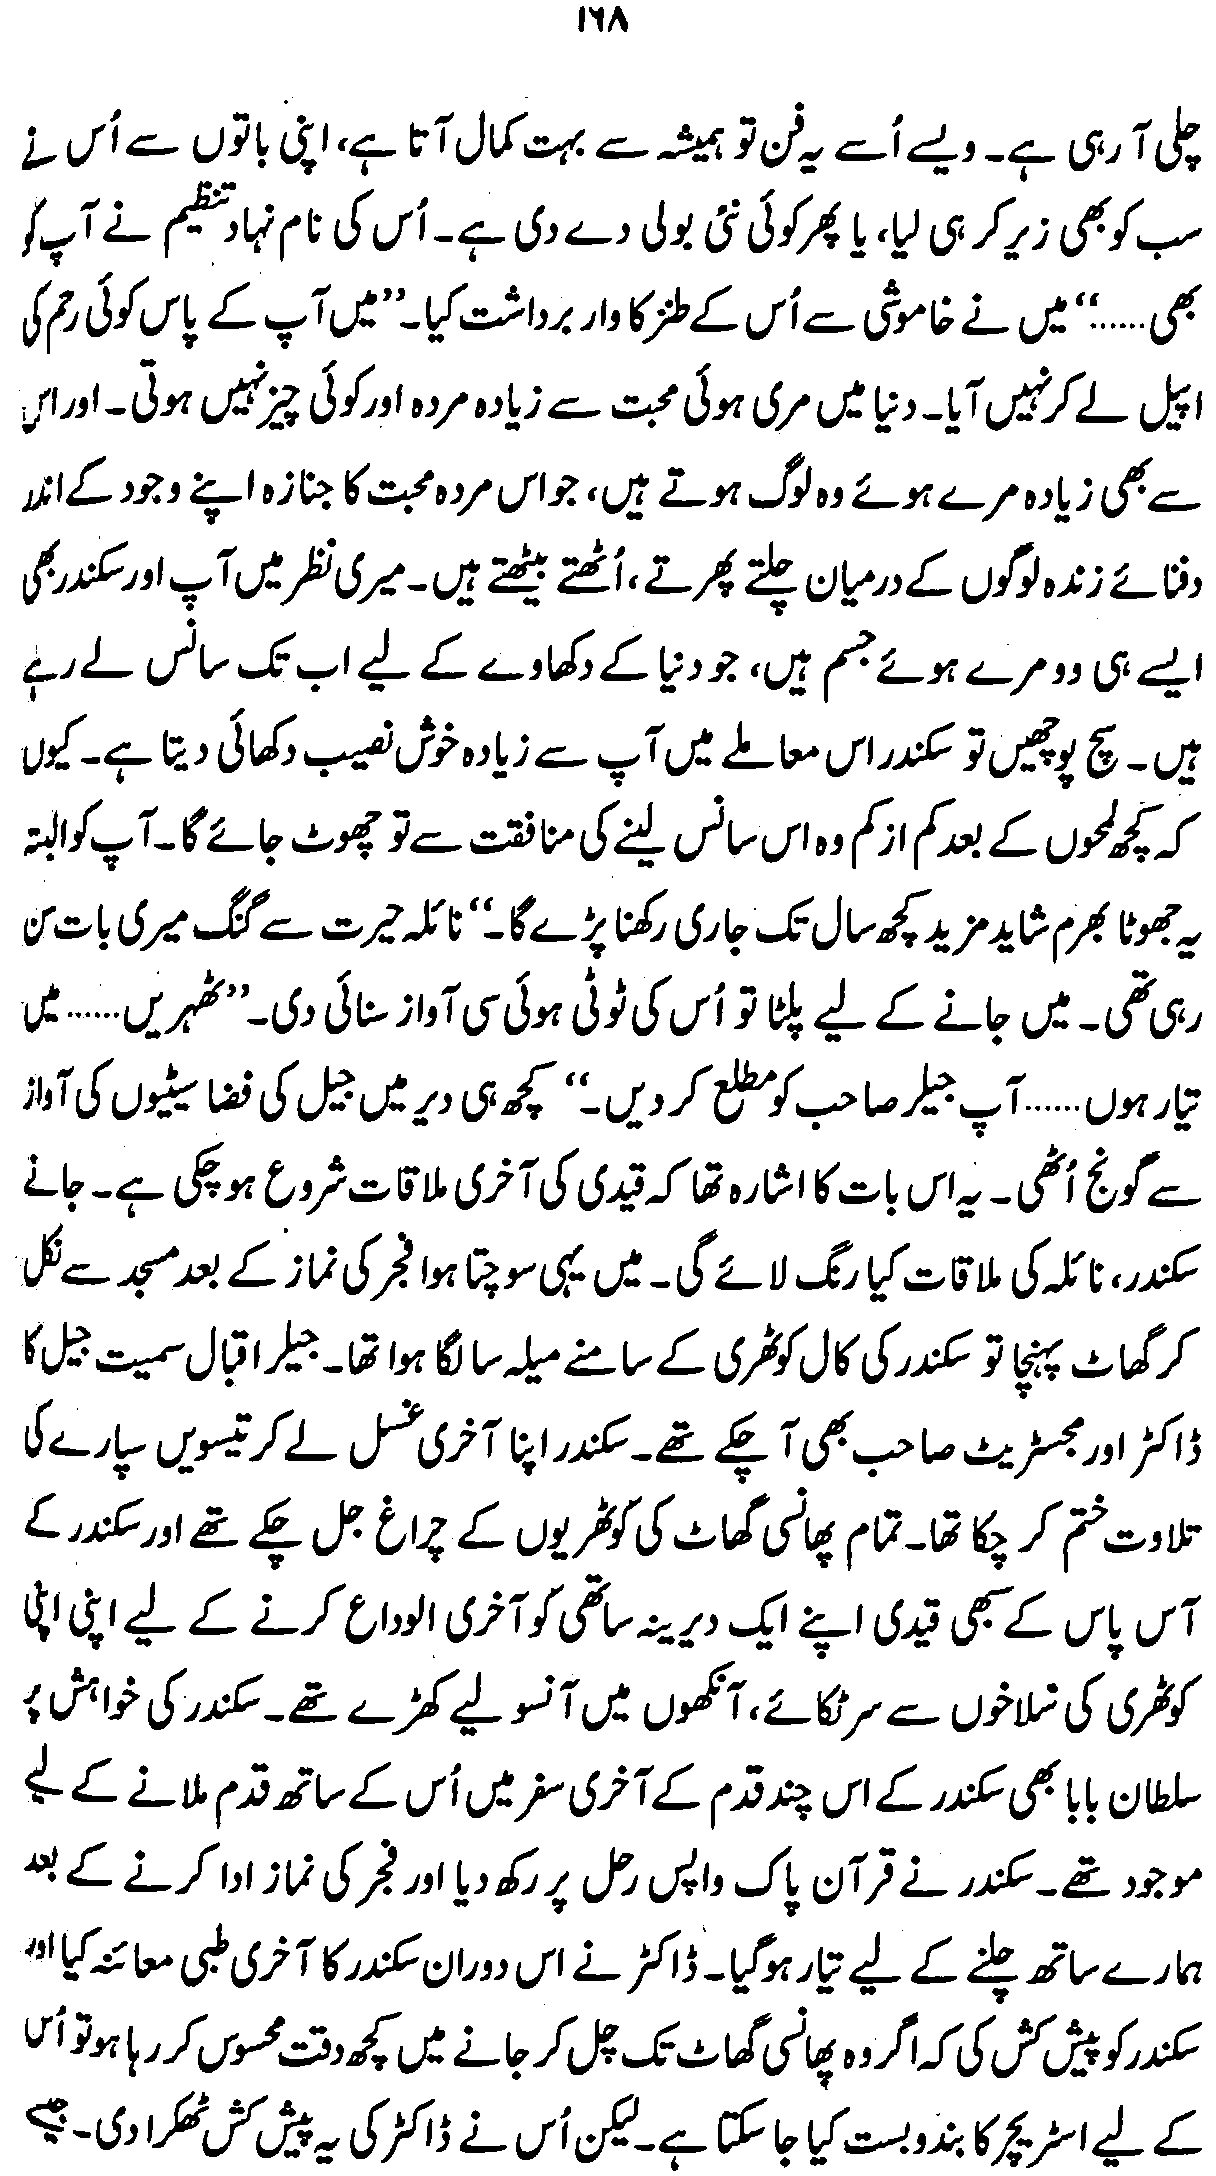 ۱۶۸
چلی آ رہی ہے۔ ویسے اُسے یہ فن تو ہمیشہ سے بہت کمال آتا ہے، اپنی باتوں سے اُس نے
سب کو بھی زیر کر ہی لیا، یا پھر کوئی نئی بولی دے دی ہے۔ اُس کی نام نہاد تنظیم نے آپ کو
بھی......‘‘ میں نے خاموشی سے اُس کے طنز کا وار برداشت کیا۔ ’’میں آپ کے پاس کوئی رحم کی
اپیل لے کر نہیں آیا۔ دنیا میں مری ہوئی محبت سے زیادہ مردہ اور کوئی چیز نہیں ہوتی۔ اور اس
سے بھی زیادہ مرے ہوئے وہ لوگ ہوتے ہیں، جو اس مردہ محبت کا جنازہ اپنے وجود کے اندر
دفنائے زندہ لوگوں کے درمیان چلتے پھرتے، اُٹھتے بیٹھتے ہیں۔ میری نظر میں آپ اور سکندر بھی
ایسے ہی دو مرے ہوئے جسم ہیں، جو دنیا کے دکھاوے کے لیے اب تک سانس لے رہے
ہیں۔ سچ پوچھیں تو سکندر اس معاملے میں آپ سے زیادہ خوش نصیب دکھائی دیتا ہے۔ کیوں
کہ کچھ لمحوں کے بعد کم از کم وہ اس سانس لینے کی منافقت سے تو چھوٹ جائے گا۔ آپ کو البتہ
یہ جھوٹا بھرم شاید مزید کچھ سال تک جاری رکھنا پڑے گا۔‘‘ نائلہ حیرت سے گنگ میری بات سن
رہی تھی۔ میں جانے کے لیے پلٹا تو اُس کی ٹوٹی ہوئی سی آواز سنائی دی۔ ’’ٹھہریں...... میں
تیار ہوں...... آپ جیلر صاحب کو مطلع کر دیں۔‘‘ کچھ ہی دیر میں جیل کی فضا سیٹیوں کی آواز
سے گونج اُٹھی۔ یہ اس بات کا اشارہ تھا کہ قیدی کی آخری ملاقات شروع ہو چکی ہے۔ جانے
سکندر، نائلہ کی ملاقات کیا رنگ لائے گی۔ میں یہی سوچتا ہوا فجر کی نماز کے بعد مسجد سے نکل
کر گھاٹ پہنچا تو سکندر کی کال کوٹھری کے سامنے میلہ سا لگا ہوا تھا۔ جیلر اقبال سمیت جیل کا
ڈاکٹر اور مجسٹریٹ صاحب بھی آ چکے تھے۔ سکندر اپنا آخری غسل لے کر تیسویں سپارے کی
تلاوت ختم کر چکا تھا۔ تمام پھانسی گھاٹ کی کوٹھریوں کے چراغ جل چکے تھے اور سکندر کے
آس پاس کے سبھی قیدی اپنے ایک دیرینہ ساتھی کو آخری الوداع کرنے کے لیے اپنی اپنی
کوٹھری کی سلاخوں سے سر ٹکائے، آنکھوں میں آنسو لیے کھڑے تھے۔ سکندر کی خواہش پر
سلطان بابا بھی سکندر کے اس چند قدم کے آخری سفر میں اُس کے ساتھ قدم ملانے کے لیے
موجود تھے۔ سکندر نے قرآن پاک واپس رحل پر رکھ دیا اور فجر کی نماز ادا کرنے کے بعد
ہمارے ساتھ چلنے کے لیے تیار ہو گیا۔ ڈاکٹر نے اس دوران سکندر کا آخری طبی معائنہ کیا اور
سکندر کو پیش کش کی کہ اگر وہ پھانسی گھاٹ تک چل کر جانے میں کچھ دقت محسوس کر رہا ہو تو اُس
کے لیے اسٹریچر کا بندوبست کیا جا سکتا ہے۔ لیکن اُس نے ڈاکٹر کی یہ پیش کش ٹھکرا دی۔ جیسے